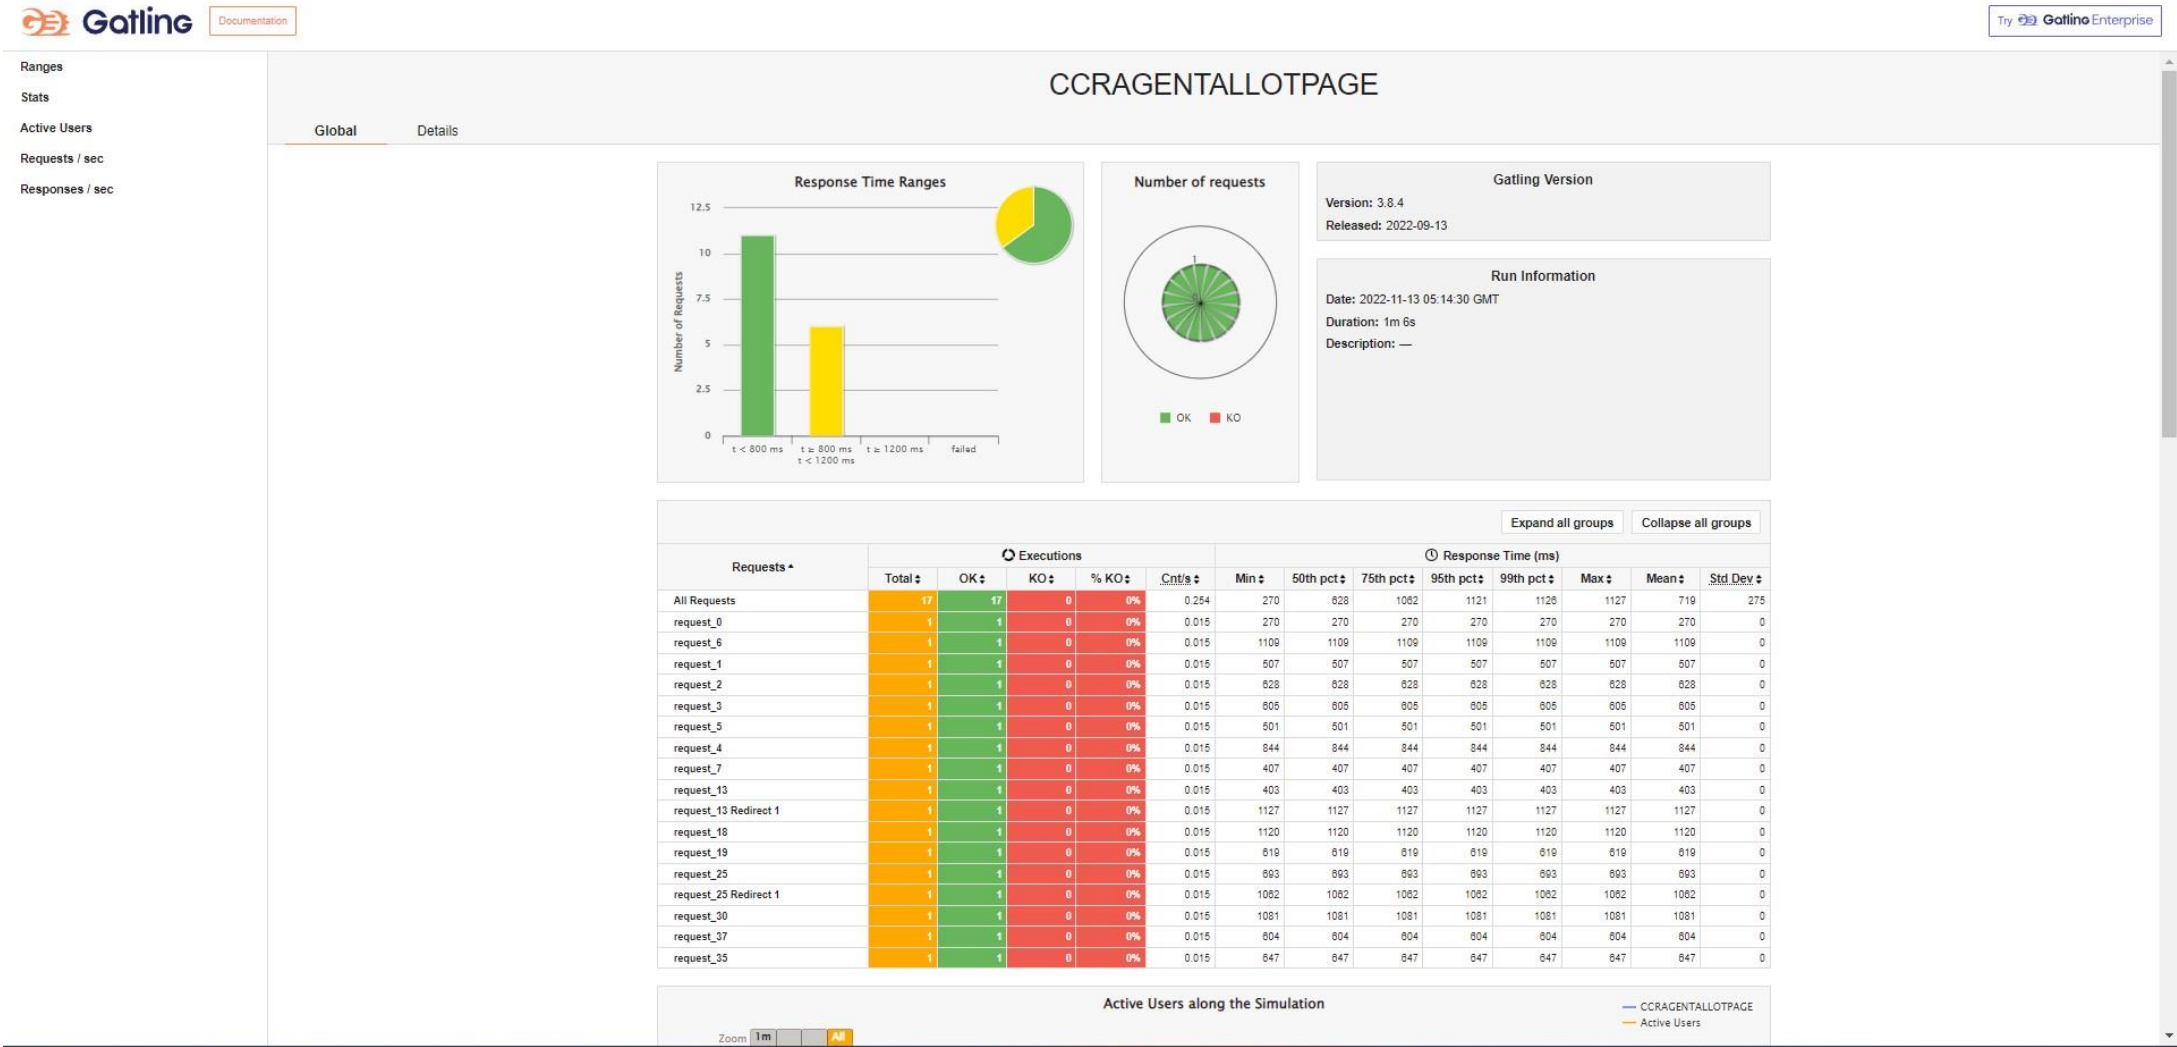 Gatling Documentation Try Gatling Enterprise
Ranges
Stats
Active Users
Requests / sec
Responses / sec
CCRAGENTALLOTPAGE
Global Details
Response Time Ranges
12.5
10
7.5
5
2.5
0
Number of Requests
t < 800 ms
t ≥ 800 ms
t < 1200 ms
t ≥ 1200 ms
failed
Number of requests
1
0
OK KO
Gatling Version
Version: 3.8.4
Released: 2022-09-13
Run Information
Date: 2022-11-13 05:14:30 GMT
Duration: 1m 6s
Description: —
Expand all groups Collapse all groups
Requests Executions Response Time (ms)
Total OK KO % KO Cnt/s Min 50th pct 75th pct 95th pct 99th pct Max Mean Std Dev
All Requests 17 17 0 0% 0.254 270 628 1062 1121 1126 1127 719 275
request_0 1 1 0 0% 0.015 270 270 270 270 270 270 270 0
request_6 1 1 0 0% 0.015 1109 1109 1109 1109 1109 1109 1109 0
request_1 1 1 0 0% 0.015 507 507 507 507 507 507 507 0
request_2 1 1 0 0% 0.015 628 628 628 628 628 628 628 0
request_3 1 1 0 0% 0.015 605 605 605 605 605 605 605 0
request_5 1 1 0 0% 0.015 501 501 501 501 501 501 501 0
request_4 1 1 0 0% 0.015 844 844 844 844 844 844 844 0
request_7 1 1 0 0% 0.015 407 407 407 407 407 407 407 0
request_13 1 1 0 0% 0.015 403 403 403 403 403 403 403 0
request_13 Redirect 1 1 1 0 0% 0.015 1127 1127 1127 1127 1127 1127 1127 0
request_18 1 1 0 0% 0.015 1120 1120 1120 1120 1120 1120 1120 0
request_19 1 1 0 0% 0.015 619 619 619 619 619 619 619 0
request_25 1 1 0 0% 0.015 693 693 693 693 693 693 693 0
request_25 Redirect 1 1 1 0 0% 0.015 1062 1062 1062 1062 1062 1062 1062 0
request_30 1 1 0 0% 0.015 1081 1081 1081 1081 1081 1081 1081 0
request_37 1 1 0 0% 0.015 604 604 604 604 604 604 604 0
request_35 1 1 0 0% 0.015 647 647 647 647 647 647 647 0
Active Users along the Simulation
CCRAGENTALLOTPAGE
Active Users
Zoom 1m All